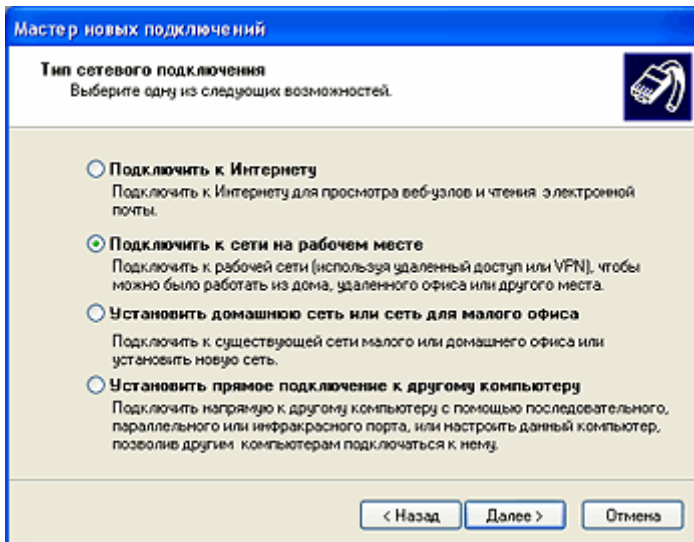 Мастер новых подключений
Тип сетевого подключения
Выберите одну из следующих возможностей.
Подключить к Интернету
Подключить к Интернету для просмотра веб-узлов и чтения электронной
почты.
Подключить к сети на рабочем месте
Подключить к рабочей сети (используя удаленный доступ или VPN), чтобы
можно было работать из дома, удаленного офиса или другого места.
Установить домашнюю сеть или сеть для малого офиса
Подключить к существующей сети малого или домашнего офиса или
установить новую сеть.
Установить прямое подключение к другому компьютеру
Подключить напрямую к другому компьютеру с помощью последовательного,
параллельного или инфракрасного порта, или настроить данный компьютер,
позволив другим компьютерам подключаться к нему.
< Назад Далее > Отмена